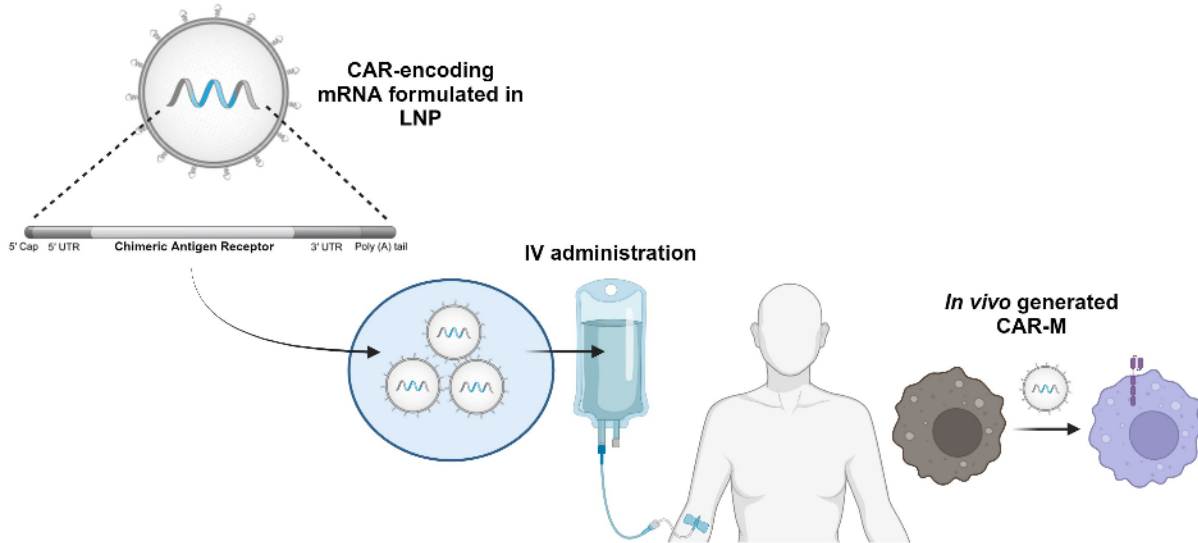 CAR-encoding
mRNA formulated in
LNP
5' Cap 5' UTR Chimeric Antigen Receptor 3' UTR Poly (A) tail
IV administration
In vivo generated
CAR-M